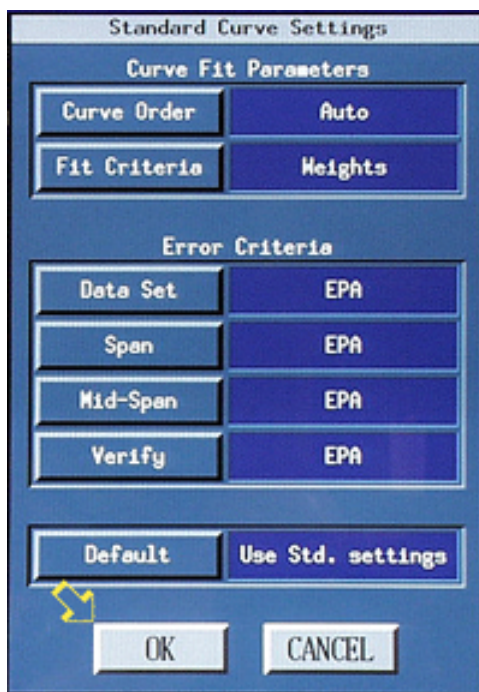 Standard Curve Settings
Curve Fit Parameters
Curve Order Auto
Fit Criteria Weights
Error Criteria
Data Set EPA
Span EPA
Mid-Span EPA
Verify EPA
Default Use Std. settings
OK CANCEL